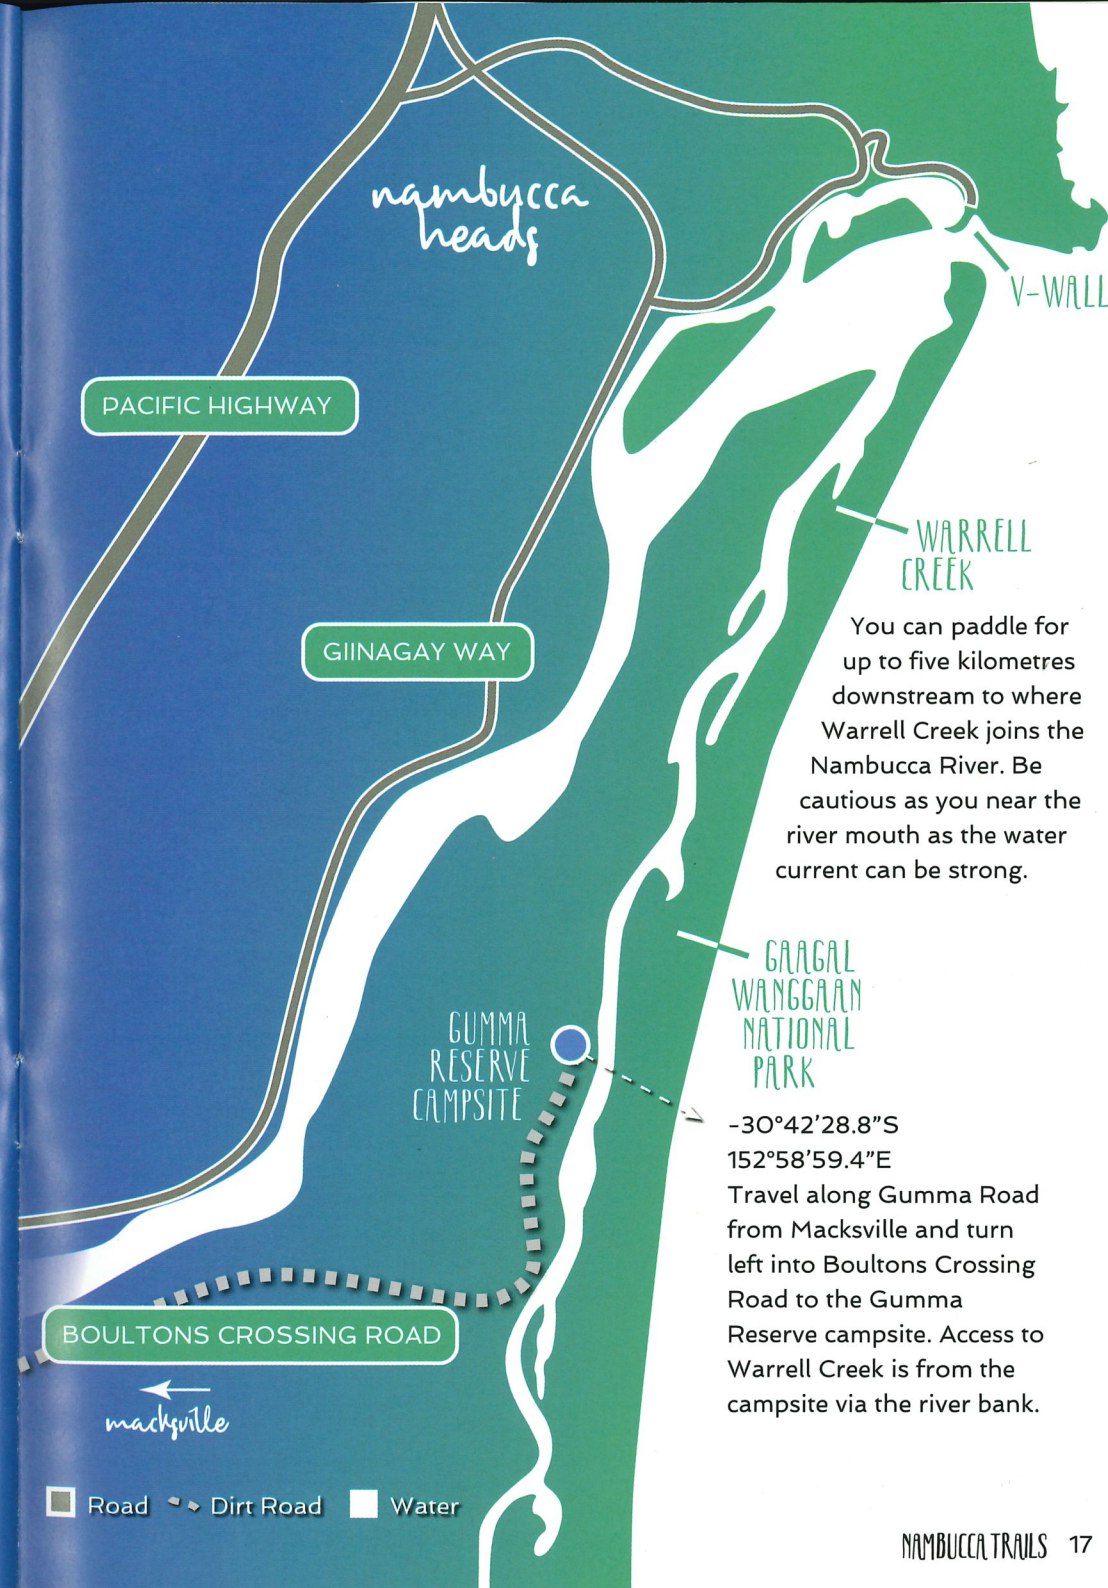 nambucca
heads
V-WALL
PACIFIC HIGHWAY
WARRELL
CREEK
You can paddle for
up to five kilometres
downstream to where
Warrell Creek joins the
Nambucca River. Be
cautious as you near the
river mouth as the water
current can be strong.
GIINAGAY WAY
GAAGAL
WANGGAAN
NATIONAL
PARK
GUMMA
RESERVE
CAMPSITE
-30°42'28.8"S
152°58'59.4"E
Travel along Gumma Road
from Macksville and turn
left into Boultons Crossing
Road to the Gumma
Reserve campsite. Access to
Warrell Creek is from the
campsite via the river bank.
BOULTONS CROSSING ROAD
macksville
Road Dirt Road Water
NAMBUCCA TRAILS 17